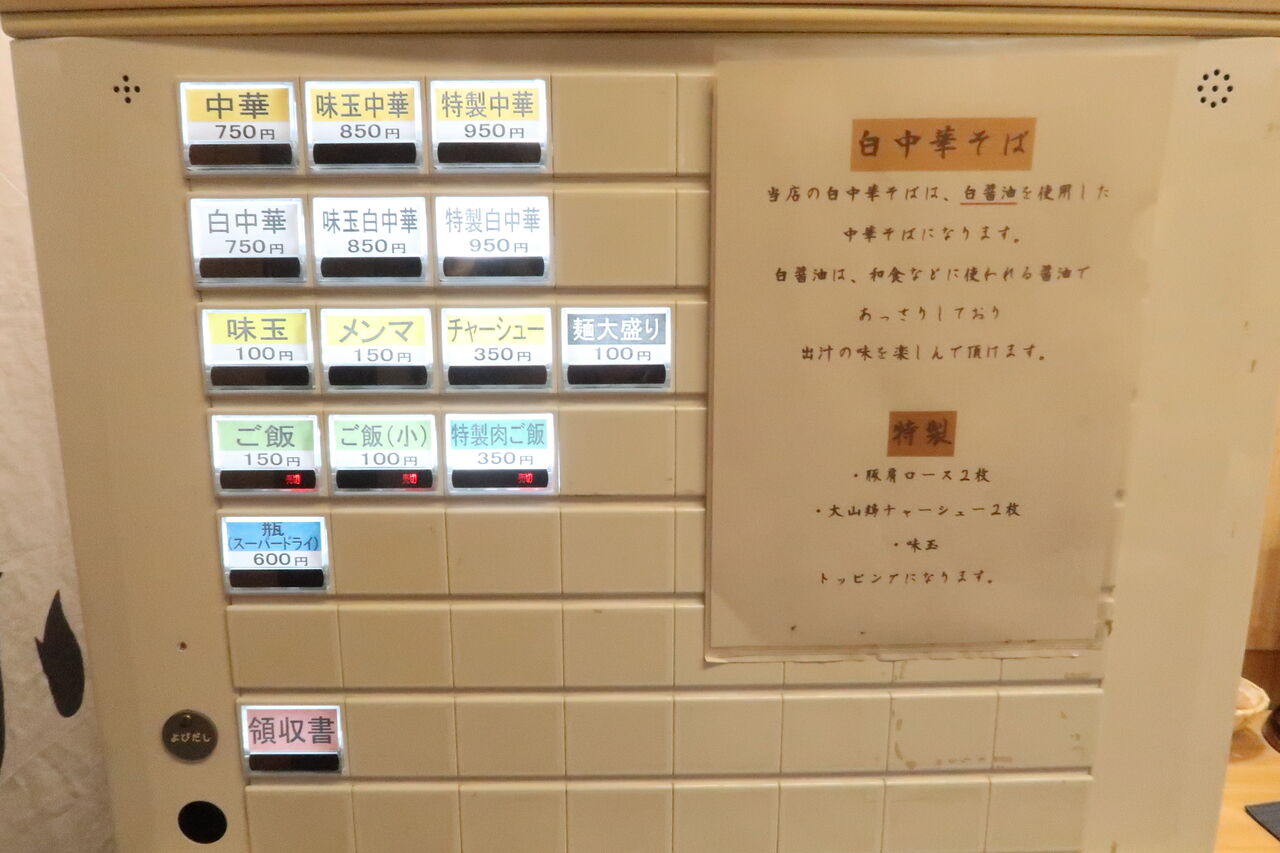 中華
750円
味玉中華
850円
特製中華
950円
白中華
750円
味玉白中華
850円
特製白中華
950円
味玉
100円
メンマ
150円
チャーシュー
350円
麺大盛り
100円
ご飯
150円
売切
ご飯(小)
100円
売切
特製肉ご飯
350円
売切
瓶
(スーパードライ)
600円
領収書
よびだし
白中華そば
当店の白中華そばは、白醤油を使用した
中華そばになります。
白醤油は、和食などに使われる醤油で
あっさりしており
出汁の味を楽しんで頂けます。
特製
・豚肩ロース2枚
・大山鶏チャーシュー2枚
・味玉
トッピングになります。